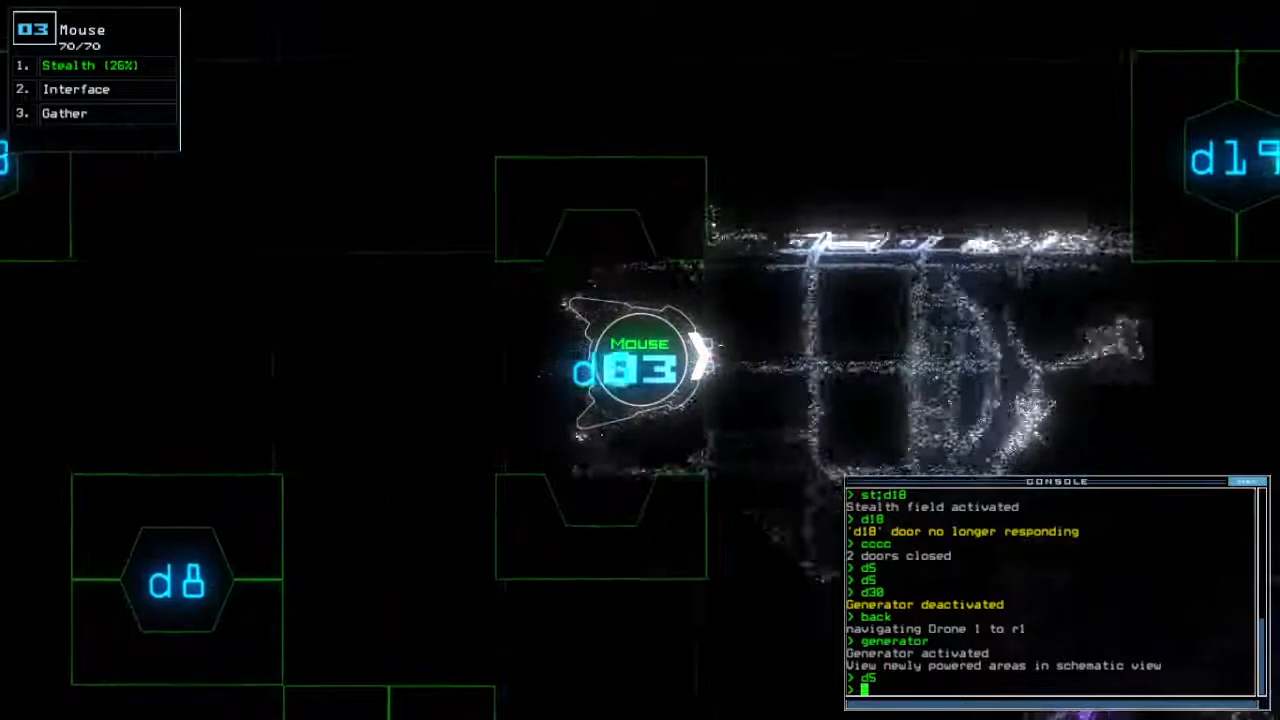 03 Mouse
70/70
1. Stealth (26%)
2. Interface
3. Gather
d19
Mouse
03
d8
CONSOLE
> st;d18
Stealth field activated
> d18
'd18' door no longer responding
> cccc
2 doors closed
> d5
> d5
> d30
Generator deactivated
> back
navigating Drone 1 to r1
> generator
Generator activated
View newly powered areas in schematic view
> d5
>